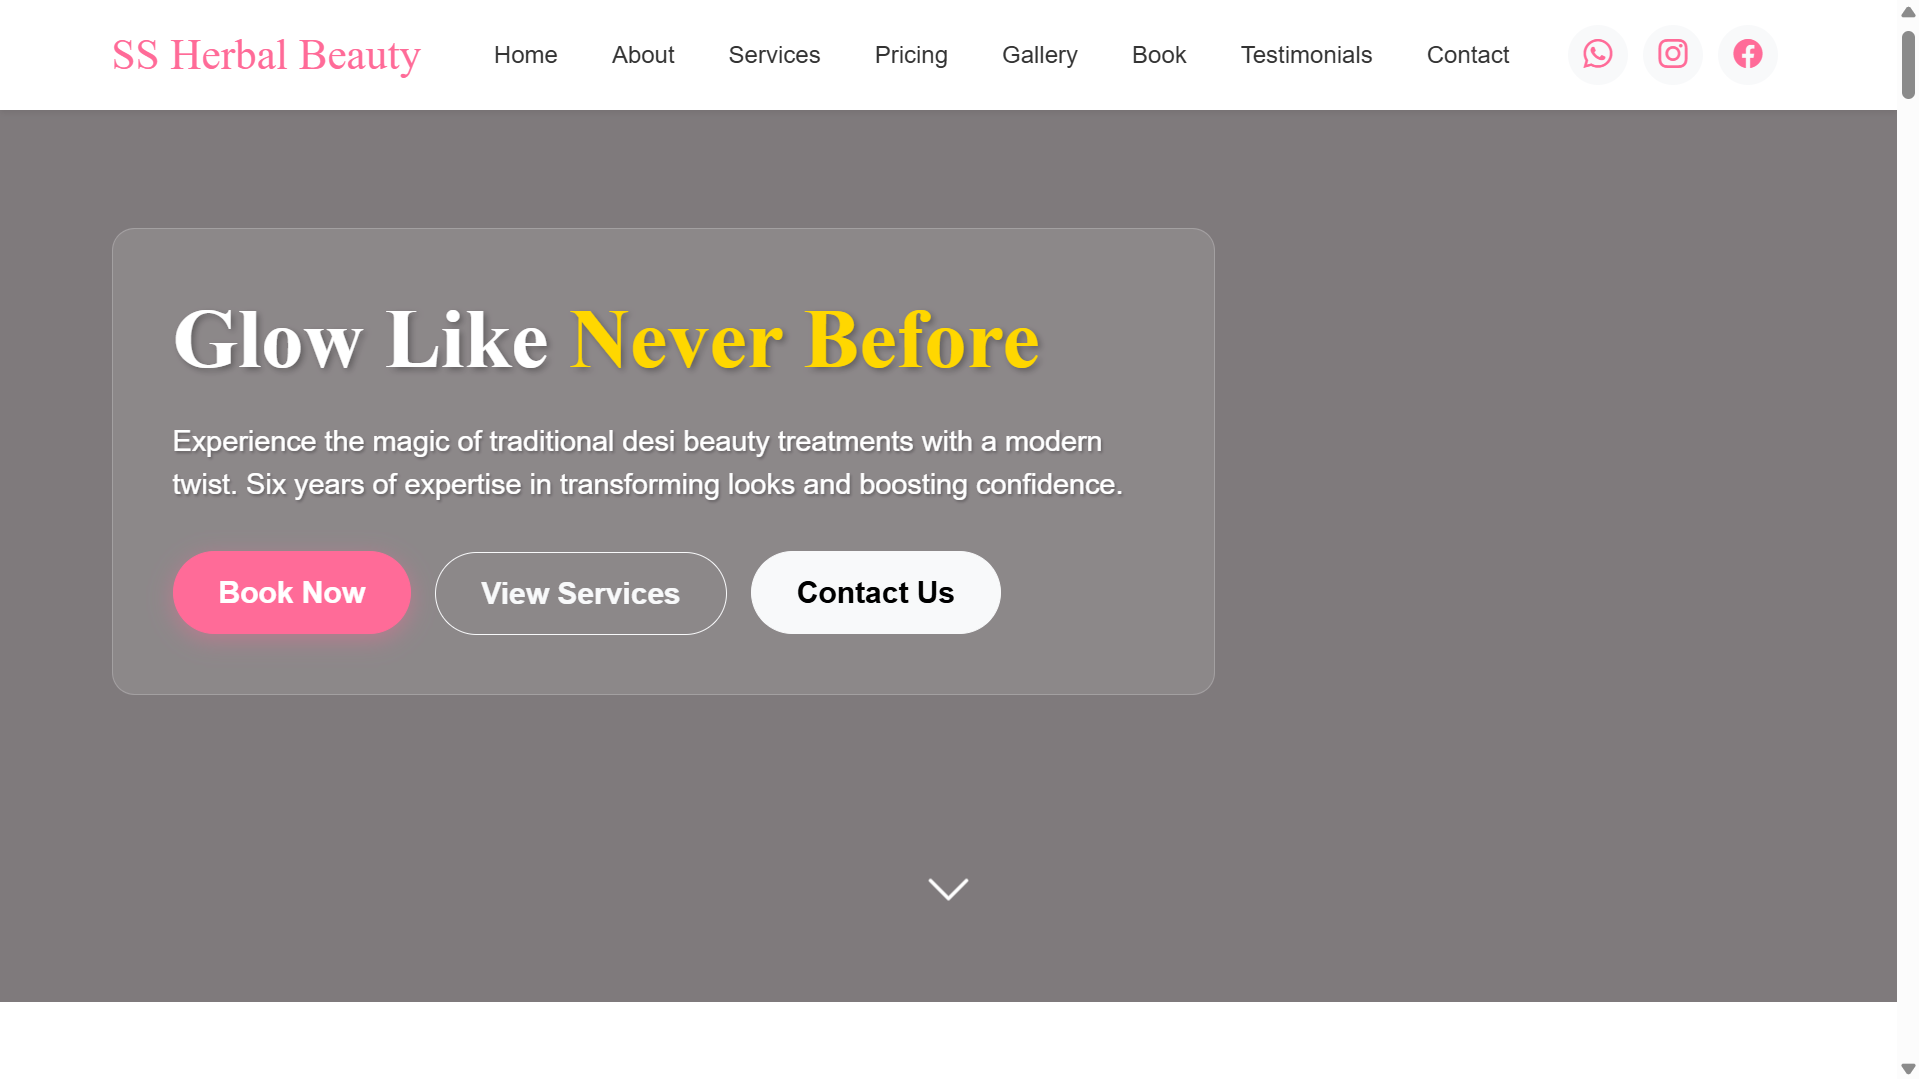 SS Herbal Beauty
Home
About
Services
Pricing
Gallery
Book
Testimonials
Contact
Glow Like Never Before
Experience the magic of traditional desi beauty treatments with a modern
twist. Six years of expertise in transforming looks and boosting confidence.
Book Now
View Services
Contact Us